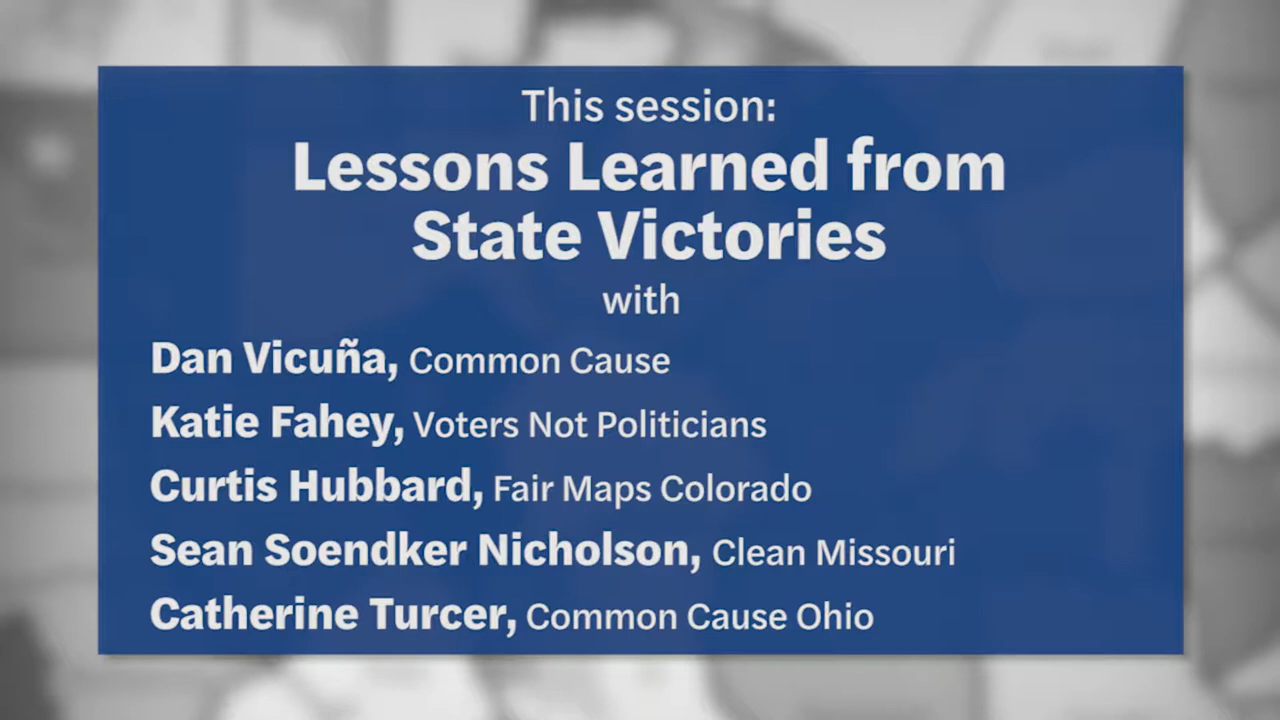 This session:
Lessons Learned from
State Victories
with
Dan Vicuña, Common Cause
Katie Fahey, Voters Not Politicians
Curtis Hubbard, Fair Maps Colorado
Sean Soendker Nicholson, Clean Missouri
Catherine Turcer, Common Cause Ohio